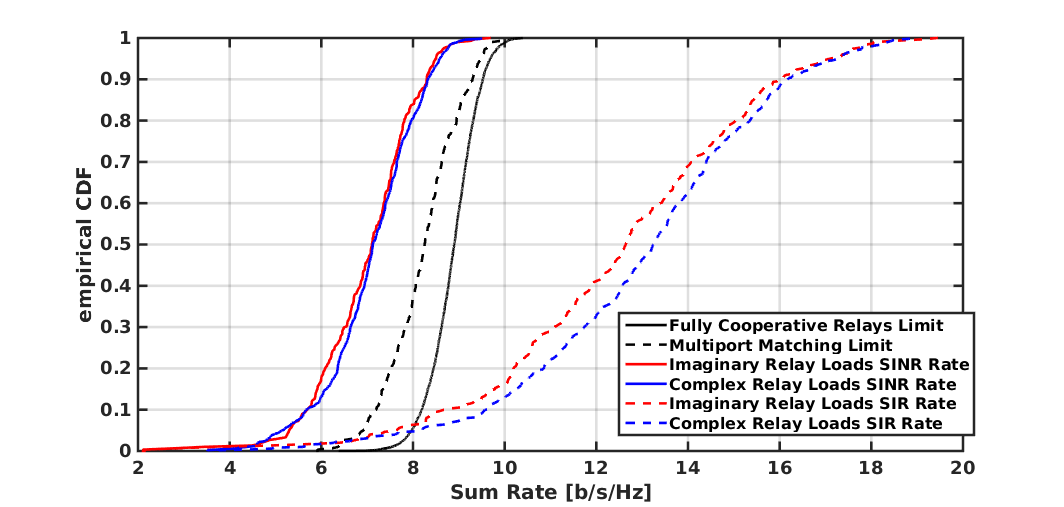 1
0.9
0.8
0.7
0.6
0.5
0.4
0.3
0.2
0.1
0
empirical CDF
Fully Cooperative Relays Limit
Multiport Matching Limit
Imaginary Relay Loads SINR Rate
Complex Relay Loads SINR Rate
Imaginary Relay Loads SIR Rate
Complex Relay Loads SIR Rate
2 4 6 8 10 12 14 16 18 20
Sum Rate [b/s/Hz]